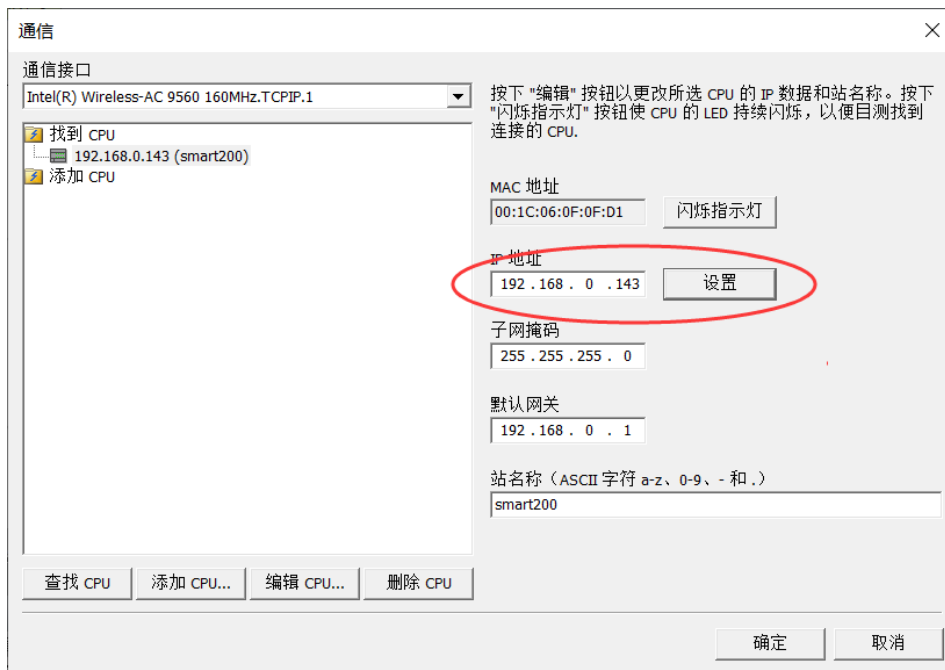 通信
通信接口
Intel(R) Wireless-AC 9560 160MHz.TCPIP.1
找到 CPU
192.168.0.143 (smart200)
添加 CPU
按下 "编辑" 按钮以更改所选 CPU 的 IP 数据和站名称。按下
"闪烁指示灯" 按钮使 CPU 的 LED 持续闪烁，以便目测找到
连接的 CPU.
MAC 地址
00:1C:06:0F:0F:D1
闪烁指示灯
IP 地址
192 . 168 . 0 . 143
设置
子网掩码
255 . 255 . 255 . 0
默认网关
192 . 168 . 0 . 1
站名称（ASCII 字符 a-z、0-9、- 和 .）
smart200
查找 CPU
添加 CPU...
编辑 CPU...
删除 CPU
确定
取消